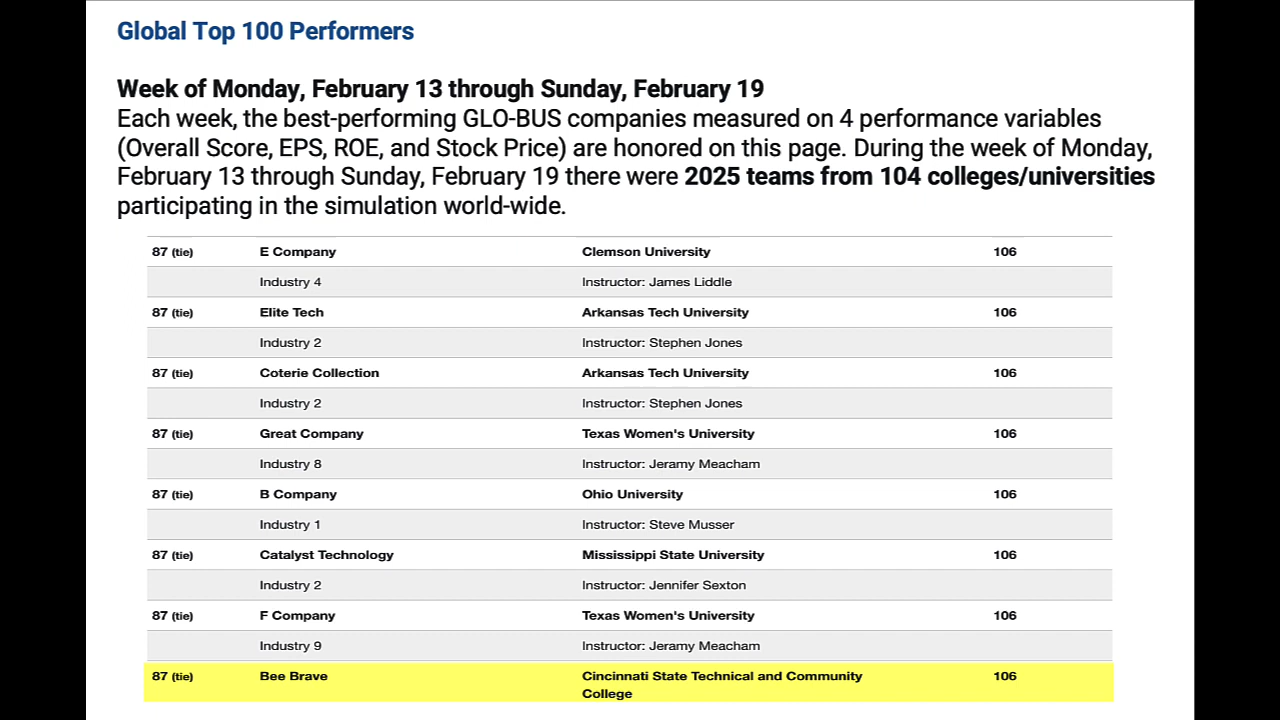 Global Top 100 Performers
Week of Monday, February 13 through Sunday, February 19
Each week, the best-performing GLO-BUS companies measured on 4 performance variables
(Overall Score, EPS, ROE, and Stock Price) are honored on this page. During the week of Monday,
February 13 through Sunday, February 19 there were 2025 teams from 104 colleges/universities
participating in the simulation world-wide.
87 (tie) E Company Clemson University 106
Industry 4 Instructor: James Liddle
87 (tie) Elite Tech Arkansas Tech University 106
Industry 2 Instructor: Stephen Jones
87 (tie) Coterie Collection Arkansas Tech University 106
Industry 2 Instructor: Stephen Jones
87 (tie) Great Company Texas Women's University 106
Industry 8 Instructor: Jeramy Meacham
87 (tie) B Company Ohio University 106
Industry 1 Instructor: Steve Musser
87 (tie) Catalyst Technology Mississippi State University 106
Industry 2 Instructor: Jennifer Sexton
87 (tie) F Company Texas Women's University 106
Industry 9 Instructor: Jeramy Meacham
87 (tie) Bee Brave Cincinnati State Technical and Community 106
College